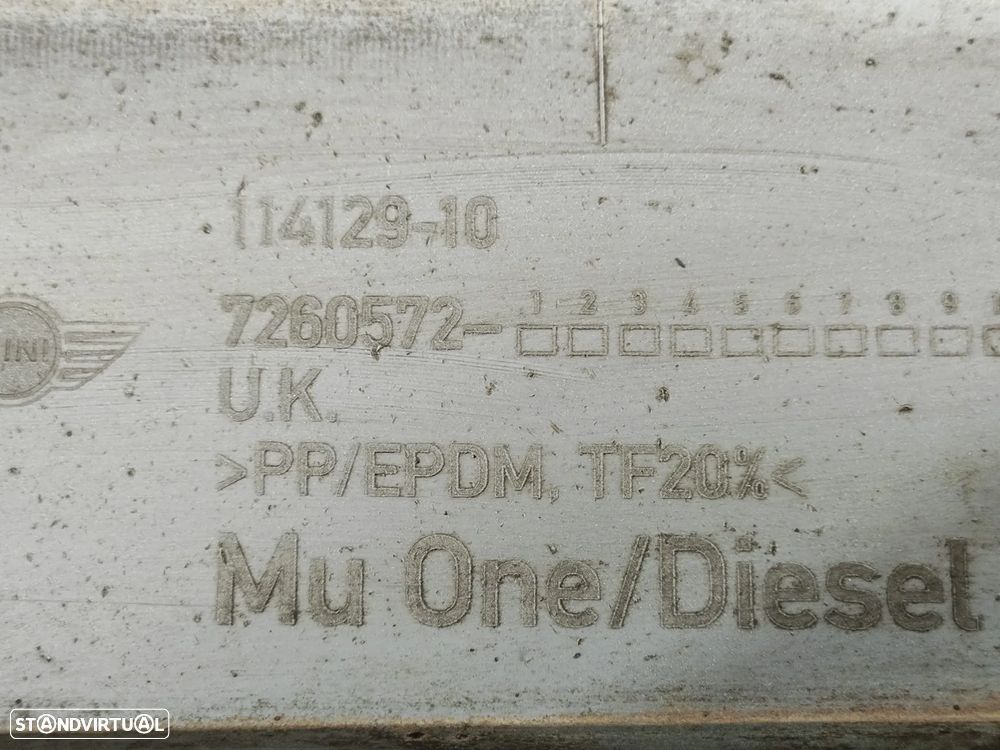 114129-10
7260572-
1 2 3 4 5 6 7 8 9
INI
U.K.
>PP/EPDM, TF20%<
Mu One/Diesel
STANDVIRTUAL